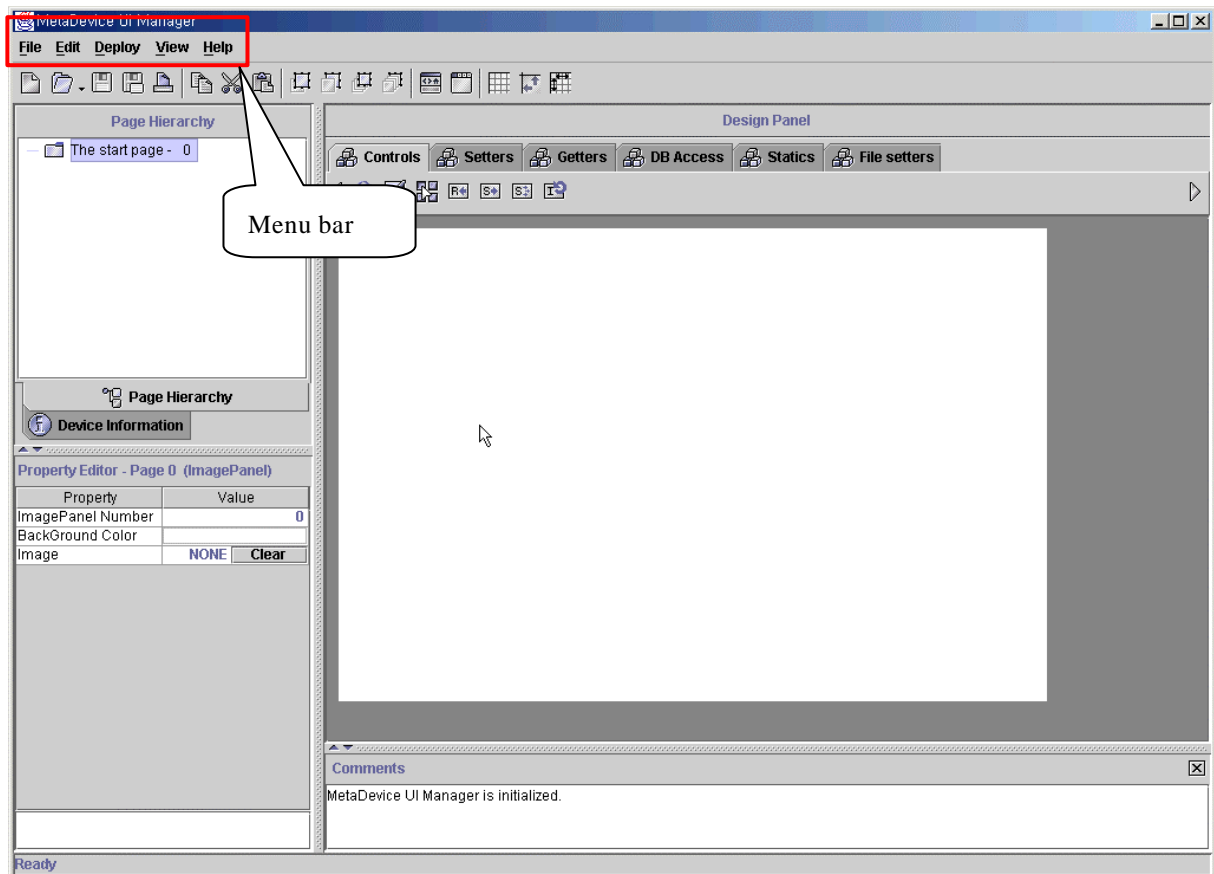 MetaDevice UI Manager
File Edit Deploy View Help
Page Hierarchy
The start page - 0
Design Panel
Controls Setters Getters DB Access Statics File setters
Menu bar
Page Hierarchy
Device Information
Property Editor - Page 0 (ImagePanel)
Property Value
ImagePanel Number 0
BackGround Color
Image NONE Clear
Comments
MetaDevice UI Manager is initialized.
Ready